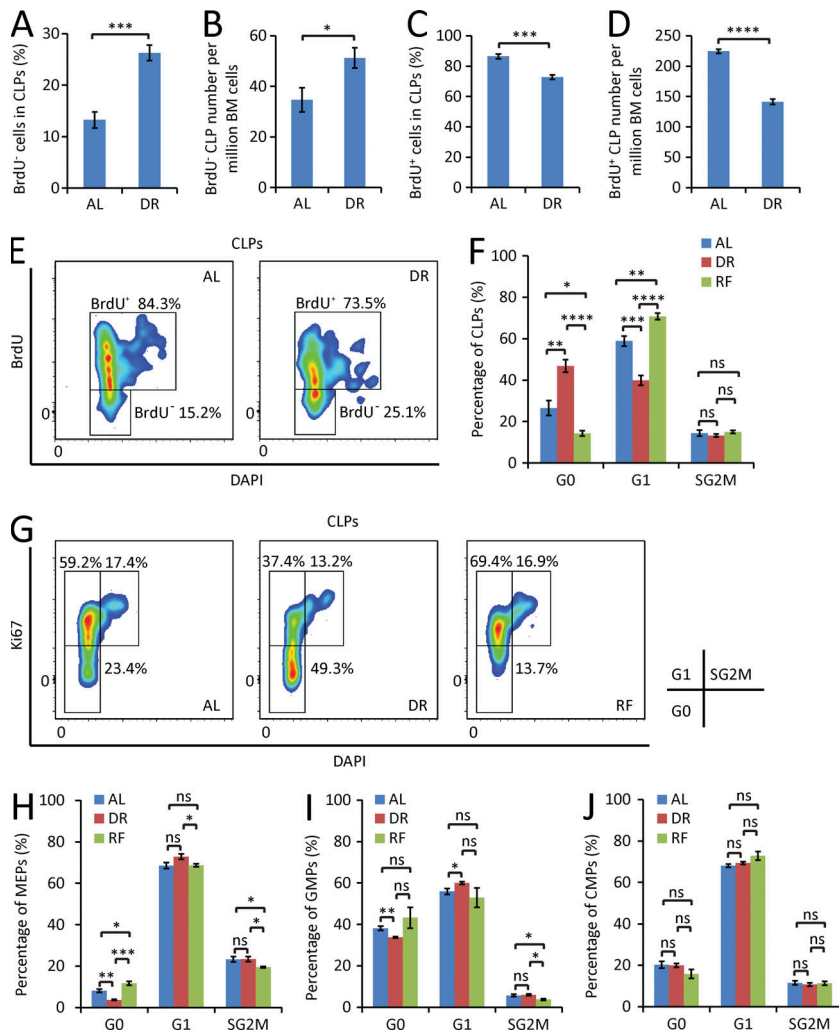 A
BrdU⁻ cells in CLPs (%)
30
20
10
0
***
AL DR
B
BrdU⁻ CLP number per
million BM cells
60
40
20
0
*
AL DR
C
BrdU⁺ cells in CLPs (%)
100
80
60
40
20
0
***
AL DR
D
BrdU⁺ CLP number per
million BM cells
250
200
150
100
50
0
****
AL DR
E
CLPs
BrdU
AL
BrdU⁺ 84.3%
BrdU⁻ 15.2%
0
0
DR
BrdU⁺ 73.5%
BrdU⁻ 25.1%
0
0
DAPI
F
AL
DR
RF
Percentage of CLPs (%)
100
80
60
40
20
0
*
****
**
**
****
***
ns
ns
ns
G0 G1 SG2M
G
CLPs
Ki67
59.2% 17.4%
23.4%
AL
0
0
37.4% 13.2%
49.3%
DR
0
0
69.4% 16.9%
13.7%
RF
0
0
DAPI
G1 SG2M
G0
H
AL
DR
RF
Percentage of MEPs (%)
100
80
60
40
20
0
*
***
**
ns
*
ns
*
*
ns
G0 G1 SG2M
I
AL
DR
RF
Percentage of GMPs (%)
100
80
60
40
20
0
ns
ns
**
ns
ns
*
*
*
ns
G0 G1 SG2M
J
AL
DR
RF
Percentage of CMPs (%)
100
80
60
40
20
0
ns
ns
ns
ns
ns
ns
ns
ns
ns
G0 G1 SG2M